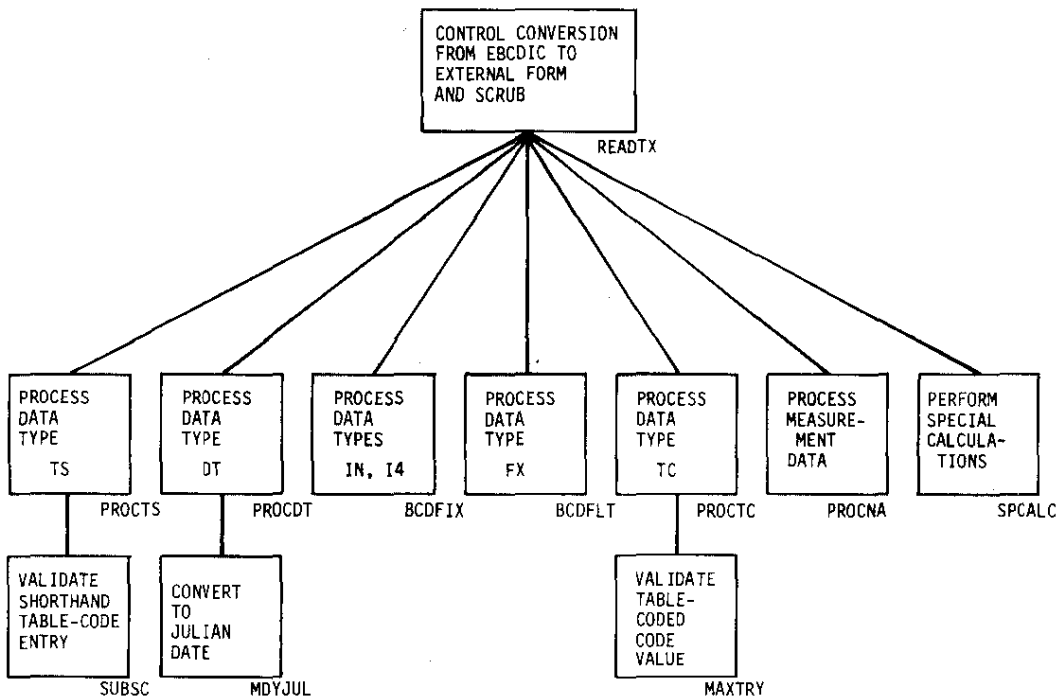 CONTROL CONVERSION
FROM EBCDIC TO
EXTERNAL FORM
AND SCRUB
READTX
PROCESS
DATA
TYPE
TS
PROCTS
PROCESS
DATA
TYPE
DT
PROCDT
PROCESS
DATA
TYPES
IN, I4
BCDFIX
PROCESS
DATA
TYPE
FX
BCDFLT
PROCESS
DATA
TYPE
TC
PROCTC
PROCESS
MEASURE-
MENT
DATA
PROCNA
PERFORM
SPECIAL
CALCULA-
TIONS
SPCALC
VALIDATE
SHORTHAND
TABLE-CODE
ENTRY
SUBSC
CONVERT
TO
JULIAN
DATE
MDYJUL
VALIDATE
TABLE-
CODED
CODE
VALUE
MAXTRY